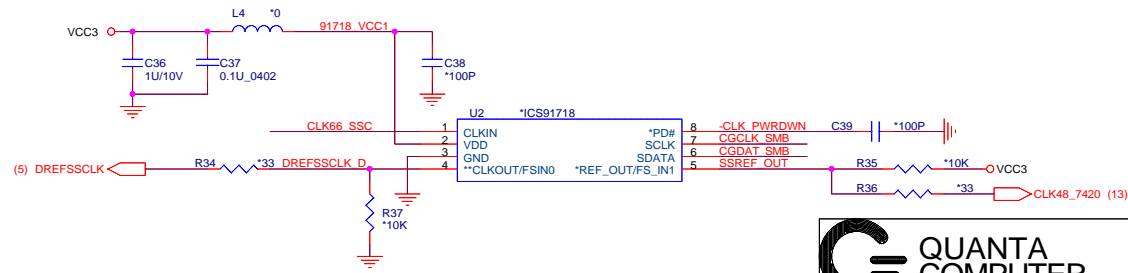 L4 *0
VCC3
91718_VCC1
C36
1U/10V
C37
0.1U_0402
C38
*100P
U2 *ICS91718
CLK66_SSC 1 CLKIN
2 VDD
3 GND
4 **CLKOUT/FSIN0
*PD# 8 -CLK_PWRDWN C39 *100P
SCLK 7 CGCLK_SMB
SDATA 6 CGDAT_SMB
*REF_OUT/FS_IN1 5 SSREF_OUT
(5) DREFSSCLK R34 *33 DREFSSCLK_D
R35 *10K VCC3
R36 *33 CLK48_7420 (13)
R37
*10K
QUANTA
COMPUTER